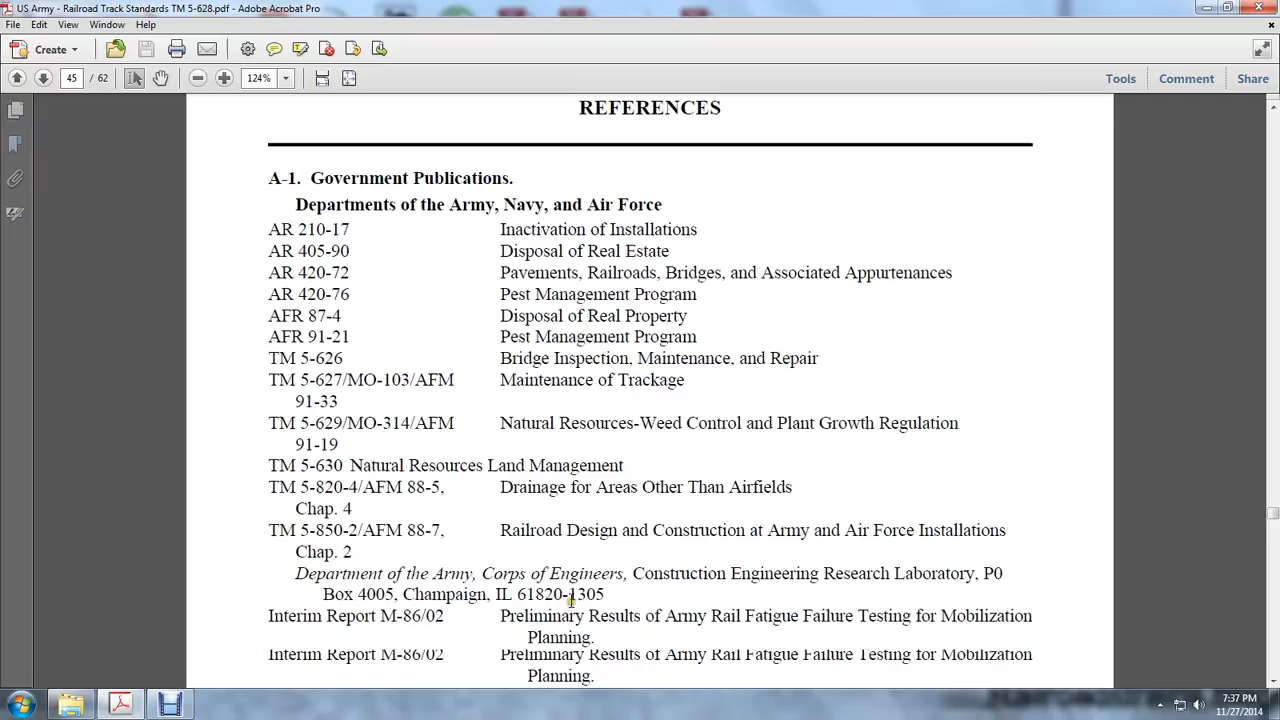 US Army - Railroad Track Standards TM 5-628.pdf - Adobe Acrobat Pro
File Edit View Window Help
Create
45 / 62 124% Tools Comment Share
REFERENCES
A-1. Government Publications.
Departments of the Army, Navy, and Air Force
AR 210-17 Inactivation of Installations
AR 405-90 Disposal of Real Estate
AR 420-72 Pavements, Railroads, Bridges, and Associated Appurtenances
AR 420-76 Pest Management Program
AFR 87-4 Disposal of Real Property
AFR 91-21 Pest Management Program
TM 5-626 Bridge Inspection, Maintenance, and Repair
TM 5-627/MO-103/AFM Maintenance of Trackage
91-33
TM 5-629/MO-314/AFM Natural Resources-Weed Control and Plant Growth Regulation
91-19
TM 5-630 Natural Resources Land Management
TM 5-820-4/AFM 88-5, Drainage for Areas Other Than Airfields
Chap. 4
TM 5-850-2/AFM 88-7, Railroad Design and Construction at Army and Air Force Installations
Chap. 2
Department of the Army, Corps of Engineers, Construction Engineering Research Laboratory, P0
Box 4005, Champaign, IL 61820-1305
Interim Report M-86/02 Preliminary Results of Army Rail Fatigue Failure Testing for Mobilization
Planning.
Interim Report M-86/02 Preliminary Results of Army Rail Fatigue Failure Testing for Mobilization
Planning.
7:37 PM
11/27/2014